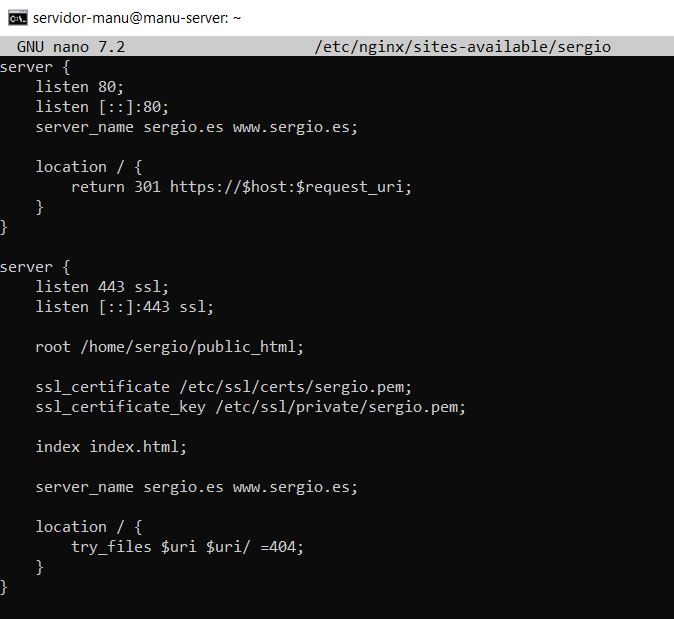 servidor-manu@manu-server: ~
GNU nano 7.2 /etc/nginx/sites-available/sergio
server {
    listen 80;
    listen [::]:80;
    server_name sergio.es www.sergio.es;

    location / {
        return 301 https://$host:$request_uri;
    }
}

server {
    listen 443 ssl;
    listen [::]:443 ssl;

    root /home/sergio/public_html;

    ssl_certificate /etc/ssl/certs/sergio.pem;
    ssl_certificate_key /etc/ssl/private/sergio.pem;

    index index.html;

    server_name sergio.es www.sergio.es;

    location / {
        try_files $uri $uri/ =404;
    }
}